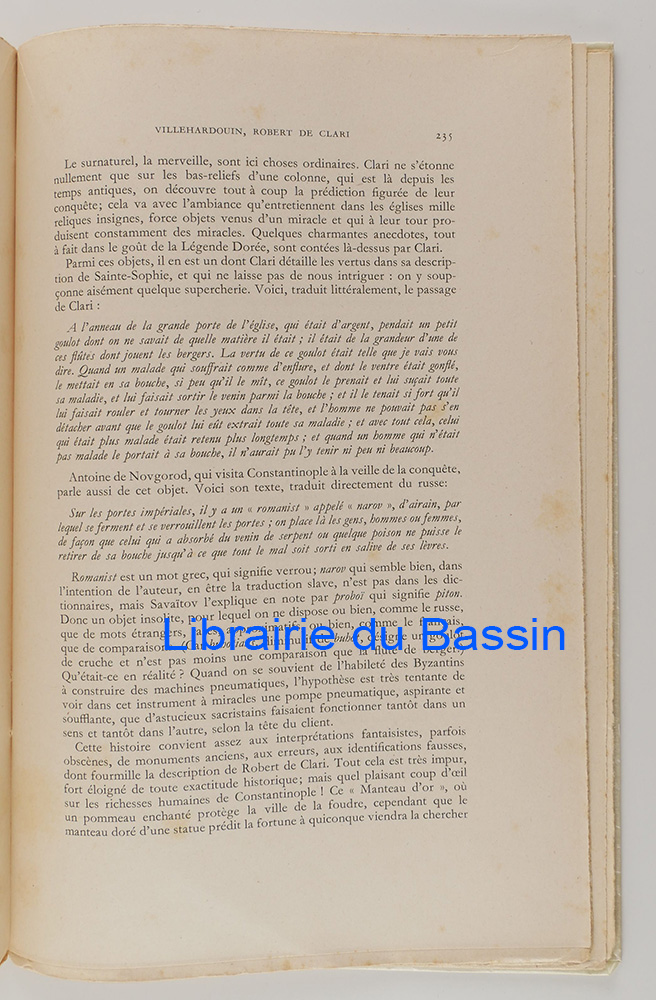 VILLEHARDOUIN, ROBERT DE CLARI 235
Le surnaturel, la merveille, sont ici choses ordinaires. Clari ne s'étonne
nullement que sur les bas-reliefs d'une colonne, qui est là depuis les
temps antiques, on découvre tout à coup la prédiction figurée de leur
conquête; cela va avec l'ambiance qu'entretiennent dans les églises mille
reliques insignes, force objets venus d'un miracle et qui à leur tour pro-
duisent constamment des miracles. Quelques charmantes anecdotes, tout
à fait dans le goût de la Légende Dorée, sont contées là-dessus par Clari.
Parmi ces objets, il en est un dont Clari détaille les vertus dans sa descrip-
tion de Sainte-Sophie, et qui ne laisse pas de nous intriguer : on y soup-
çonne aisément quelque supercherie. Voici, traduit littéralement, le passage
de Clari :
A l'anneau de la grande porte de l'église, qui était d'argent, pendait un petit
goulot dont on ne savait de quelle matière il était ; il était de la grandeur d'une de
ces flûtes dont jouent les bergers. La vertu de ce goulot était telle que je vais vous
dire. Quand un malade qui souffrait comme d'enflure, et dont le ventre était gonflé,
le mettait en sa bouche, si peu qu'il le mît, ce goulot le prenait et lui suçait toute
sa maladie, et lui faisait sortir le venin parmi la bouche ; et il le tenait si fort qu'il
lui faisait rouler et tourner les yeux dans la tête, et l'homme ne pouvait pas s'en
détacher avant que le goulot lui eût extrait toute sa maladie ; et avec tout cela, celui
qui était plus malade était retenu plus longtemps ; et quand un homme qui n'était
pas malade le portait à sa bouche, il n'aurait pu l'y tenir ni peu ni beaucoup.
Antoine de Novgorod, qui visita Constantinople à la veille de la conquête,
parle aussi de cet objet. Voici son texte, traduit directement du russe:
Sur les portes impériales, il y a un « romanist » appelé « narov », d'airain, par
lequel se ferment et se verrouillent les portes ; on place là les gens, hommes ou femmes,
de façon que celui qui a absorbé du venin de serpent ou quelque poison ne puisse le
retirer de sa bouche jusqu'à ce que tout le mal soit sorti en salive de ses lèvres.
Romanist est un mot grec, qui signifie verrou; narov qui semble bien, dans
l'intention de l'auteur, en être la traduction slave, n'est pas dans les dic-
tionnaires, mais Savaïtov l'explique en note par proboï qui signifie piton.
Donc un objet insolite, pour lequel on ne dispose ou bien, comme le russe,
que de mots étrangers, ou bien, comme le
que de comparaisons désigne un goulot
de cruche et n'est pas moins une comparaison que la flûte de berger.)
Qu'était-ce en réalité ? Quand on se souvient de l'habileté des Byzantins
à construire des machines pneumatiques, l'hypothèse est très tentante de
voir dans cet instrument à miracles une pompe pneumatique, aspirante et
soufflante, que d'astucieux sacristains faisaient fonctionner tantôt dans un
sens et tantôt dans l'autre, selon la tête du client.
Cette histoire convient assez aux interprétations fantaisistes, parfois
obscènes, de monuments anciens, aux erreurs, aux identifications fausses,
dont fourmille la description de Robert de Clari. Tout cela est très impur,
fort éloigné de toute exactitude historique; mais quel plaisant coup d'œil
sur les richesses humaines de Constantinople ! Ce « Manteau d'or », où
un pommeau enchanté protège la ville de la foudre, cependant que le
manteau doré d'une statue prédit la fortune à quiconque viendra la chercher
Librairie du Bassin